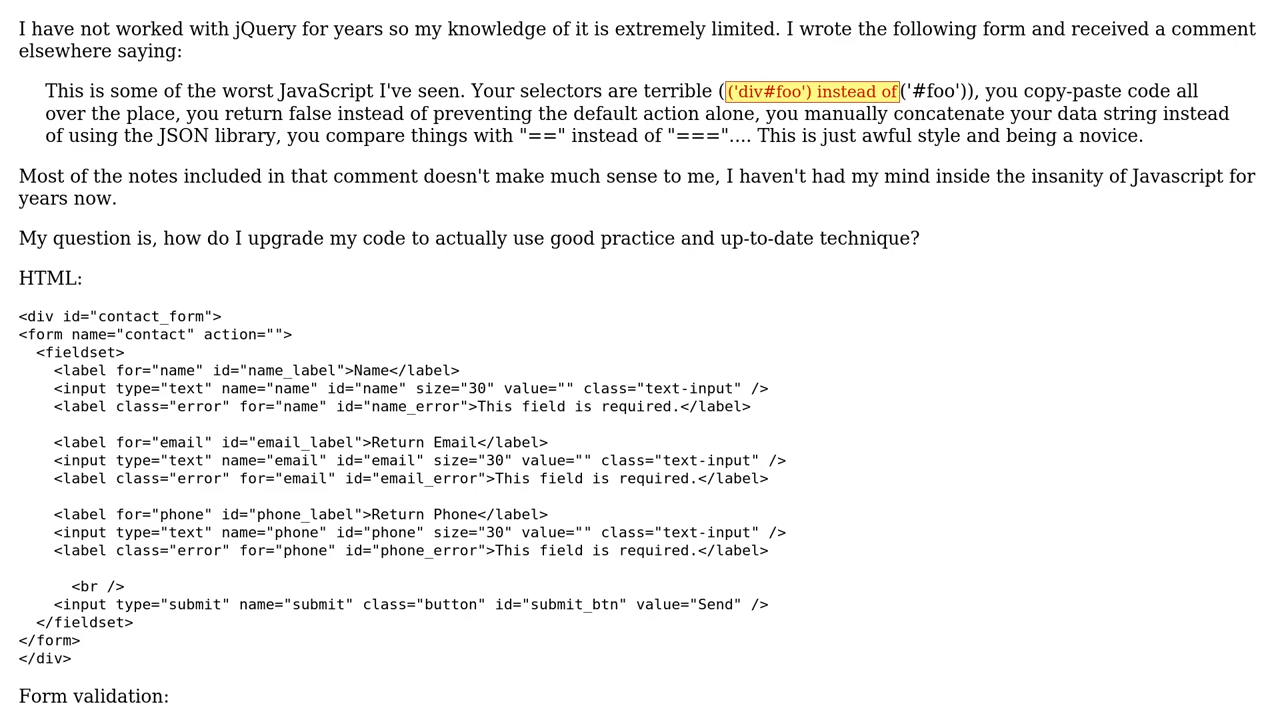 I have not worked with jQuery for years so my knowledge of it is extremely limited. I wrote the following form and received a comment
elsewhere saying:
This is some of the worst JavaScript I've seen. Your selectors are terrible (('div#foo') instead of('#foo')), you copy-paste code all
over the place, you return false instead of preventing the default action alone, you manually concatenate your data string instead
of using the JSON library, you compare things with "==" instead of "===".... This is just awful style and being a novice.
Most of the notes included in that comment doesn't make much sense to me, I haven't had my mind inside the insanity of Javascript for
years now.
My question is, how do I upgrade my code to actually use good practice and up-to-date technique?
HTML:
<div id="contact_form">
<form name="contact" action="">
  <fieldset>
    <label for="name" id="name_label">Name</label>
    <input type="text" name="name" id="name" size="30" value="" class="text-input" />
    <label class="error" for="name" id="name_error">This field is required.</label>
    <label for="email" id="email_label">Return Email</label>
    <input type="text" name="email" id="email" size="30" value="" class="text-input" />
    <label class="error" for="email" id="email_error">This field is required.</label>
    <label for="phone" id="phone_label">Return Phone</label>
    <input type="text" name="phone" id="phone" size="30" value="" class="text-input" />
    <label class="error" for="phone" id="phone_error">This field is required.</label>
      <br />
    <input type="submit" name="submit" class="button" id="submit_btn" value="Send" />
  </fieldset>
</form>
</div>
Form validation: